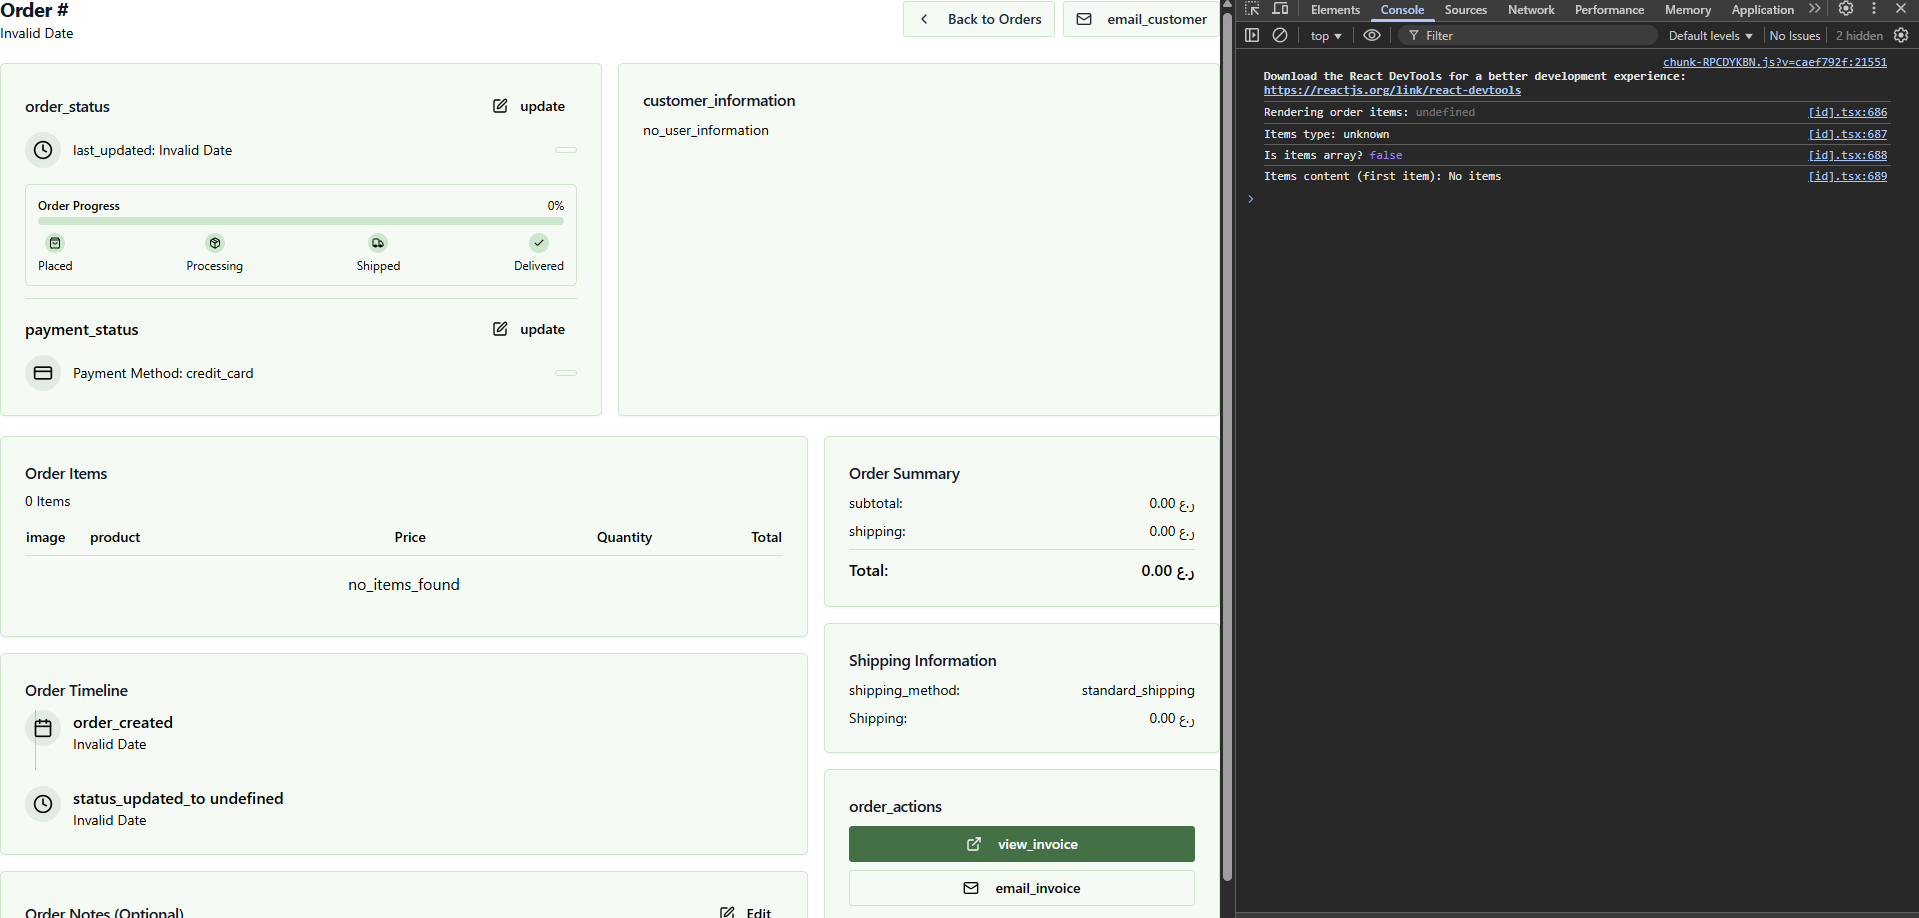 Order #
Invalid Date
Back to Orders
email_customer
order_status
update
last_updated: Invalid Date
Order Progress
0%
Placed
Processing
Shipped
Delivered
payment_status
update
Payment Method: credit_card
customer_information
no_user_information
Order Items
0 Items
image product Price Quantity Total
no_items_found
Order Timeline
order_created
Invalid Date
status_updated_to undefined
Invalid Date
Order Notes (Optional)
Edit
Order Summary
subtotal: 0.00 ر.ع
shipping: 0.00 ر.ع
Total: 0.00 ر.ع
Shipping Information
shipping_method: standard_shipping
Shipping: 0.00 ر.ع
order_actions
view_invoice
email_invoice
Elements Console Sources Network Performance Memory Application
top Filter Default levels No Issues 2 hidden
chunk-RPCDYKBN.js?v=caef792f:21551
Download the React DevTools for a better development experience:
https://reactjs.org/link/react-devtools
Rendering order items: undefined [id].tsx:686
Items type: unknown [id].tsx:687
Is items array? false [id].tsx:688
Items content (first item): No items [id].tsx:689